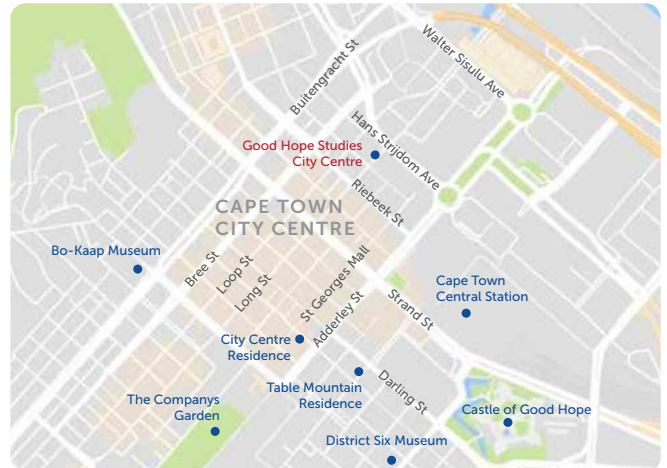 Walter Sisulu Ave
Buitengracht St
Hans Strijdom Ave
Good Hope Studies
City Centre
Riebeek St
CAPE TOWN
CITY CENTRE
Bo-Kaap Museum
Bree St
Loop St
Long St
St Georges Mall
Adderley St
Strand St
Cape Town
Central Station
City Centre
Residence
Table Mountain
Residence
Darling St
The Companys
Garden
Castle of Good Hope
District Six Museum